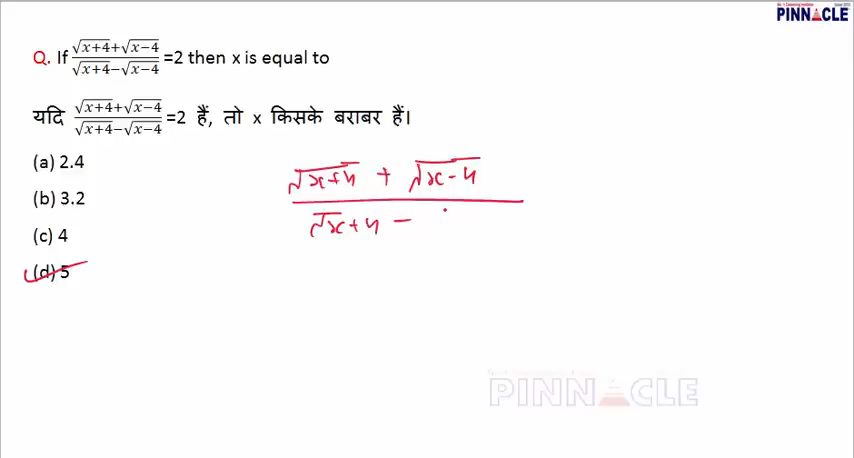 PINNACLE
Q. If (√x+4+√x−4)/(√x+4−√x−4) =2 then x is equal to
यदि (√x+4+√x−4)/(√x+4−√x−4) =2 हैं, तो x किसके बराबर हैं।
(a) 2.4
(b) 3.2
(c) 4
(d) 5
√x+4 + √x-4
√x+4 -
PINNACLE